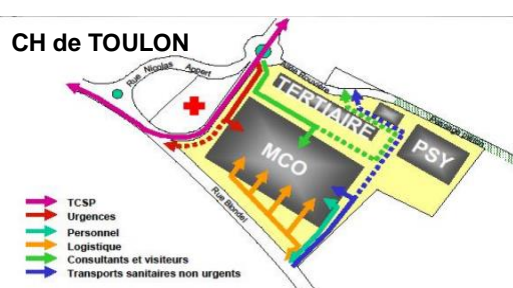 CH de TOULON
Rue Nicolas Appert
TERTIAIRE
MCO
PSY
Rue Blondel
TCSP
Urgences
Personnel
Logistique
Consultants et visiteurs
Transports sanitaires non urgents